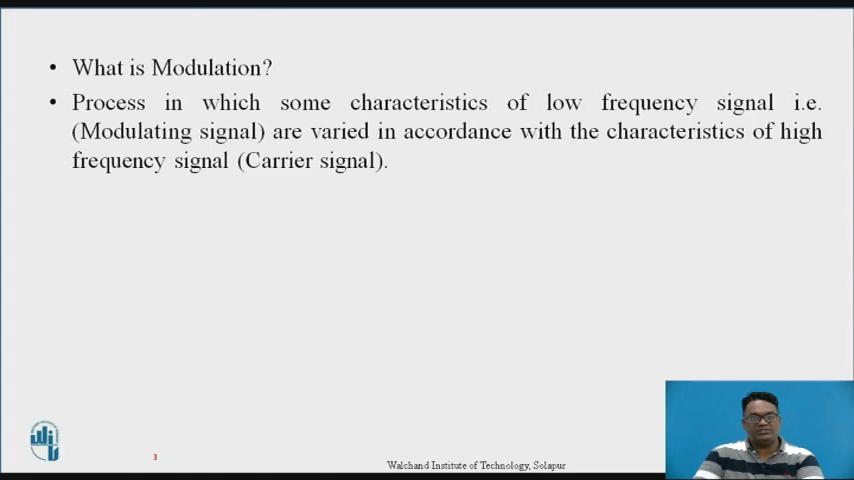 • What is Modulation?
• Process in which some characteristics of low frequency signal i.e.
(Modulating signal) are varied in accordance with the characteristics of high
frequency signal (Carrier signal).
3
Walchand Institute of Technology, Solapur